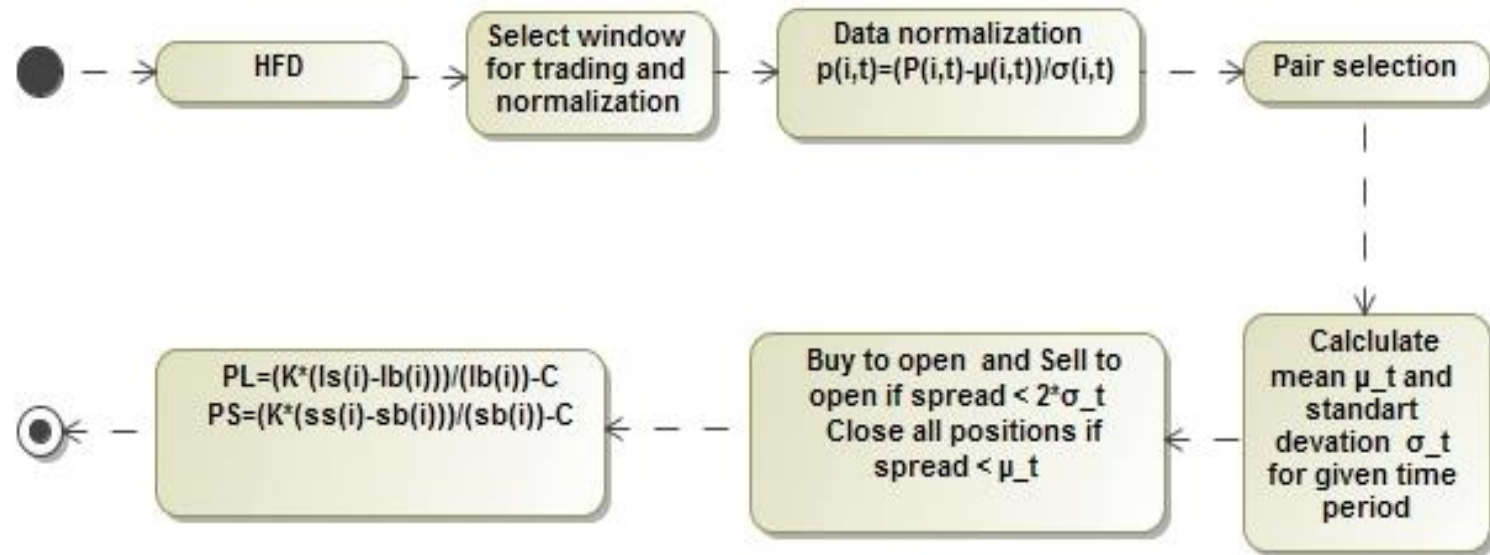 HFD
Select window
for trading and
normalization
Data normalization
p(i,t)=(P(i,t)-μ(i,t))/σ(i,t)
Pair selection
Calclulate
mean μ_t and
standart
devation σ_t
for given time
period
Buy to open and Sell to
open if spread < 2*σ_t
Close all positions if
spread < μ_t
PL=(K*(ls(i)-lb(i)))/(lb(i))-C
PS=(K*(ss(i)-sb(i)))/(sb(i))-C